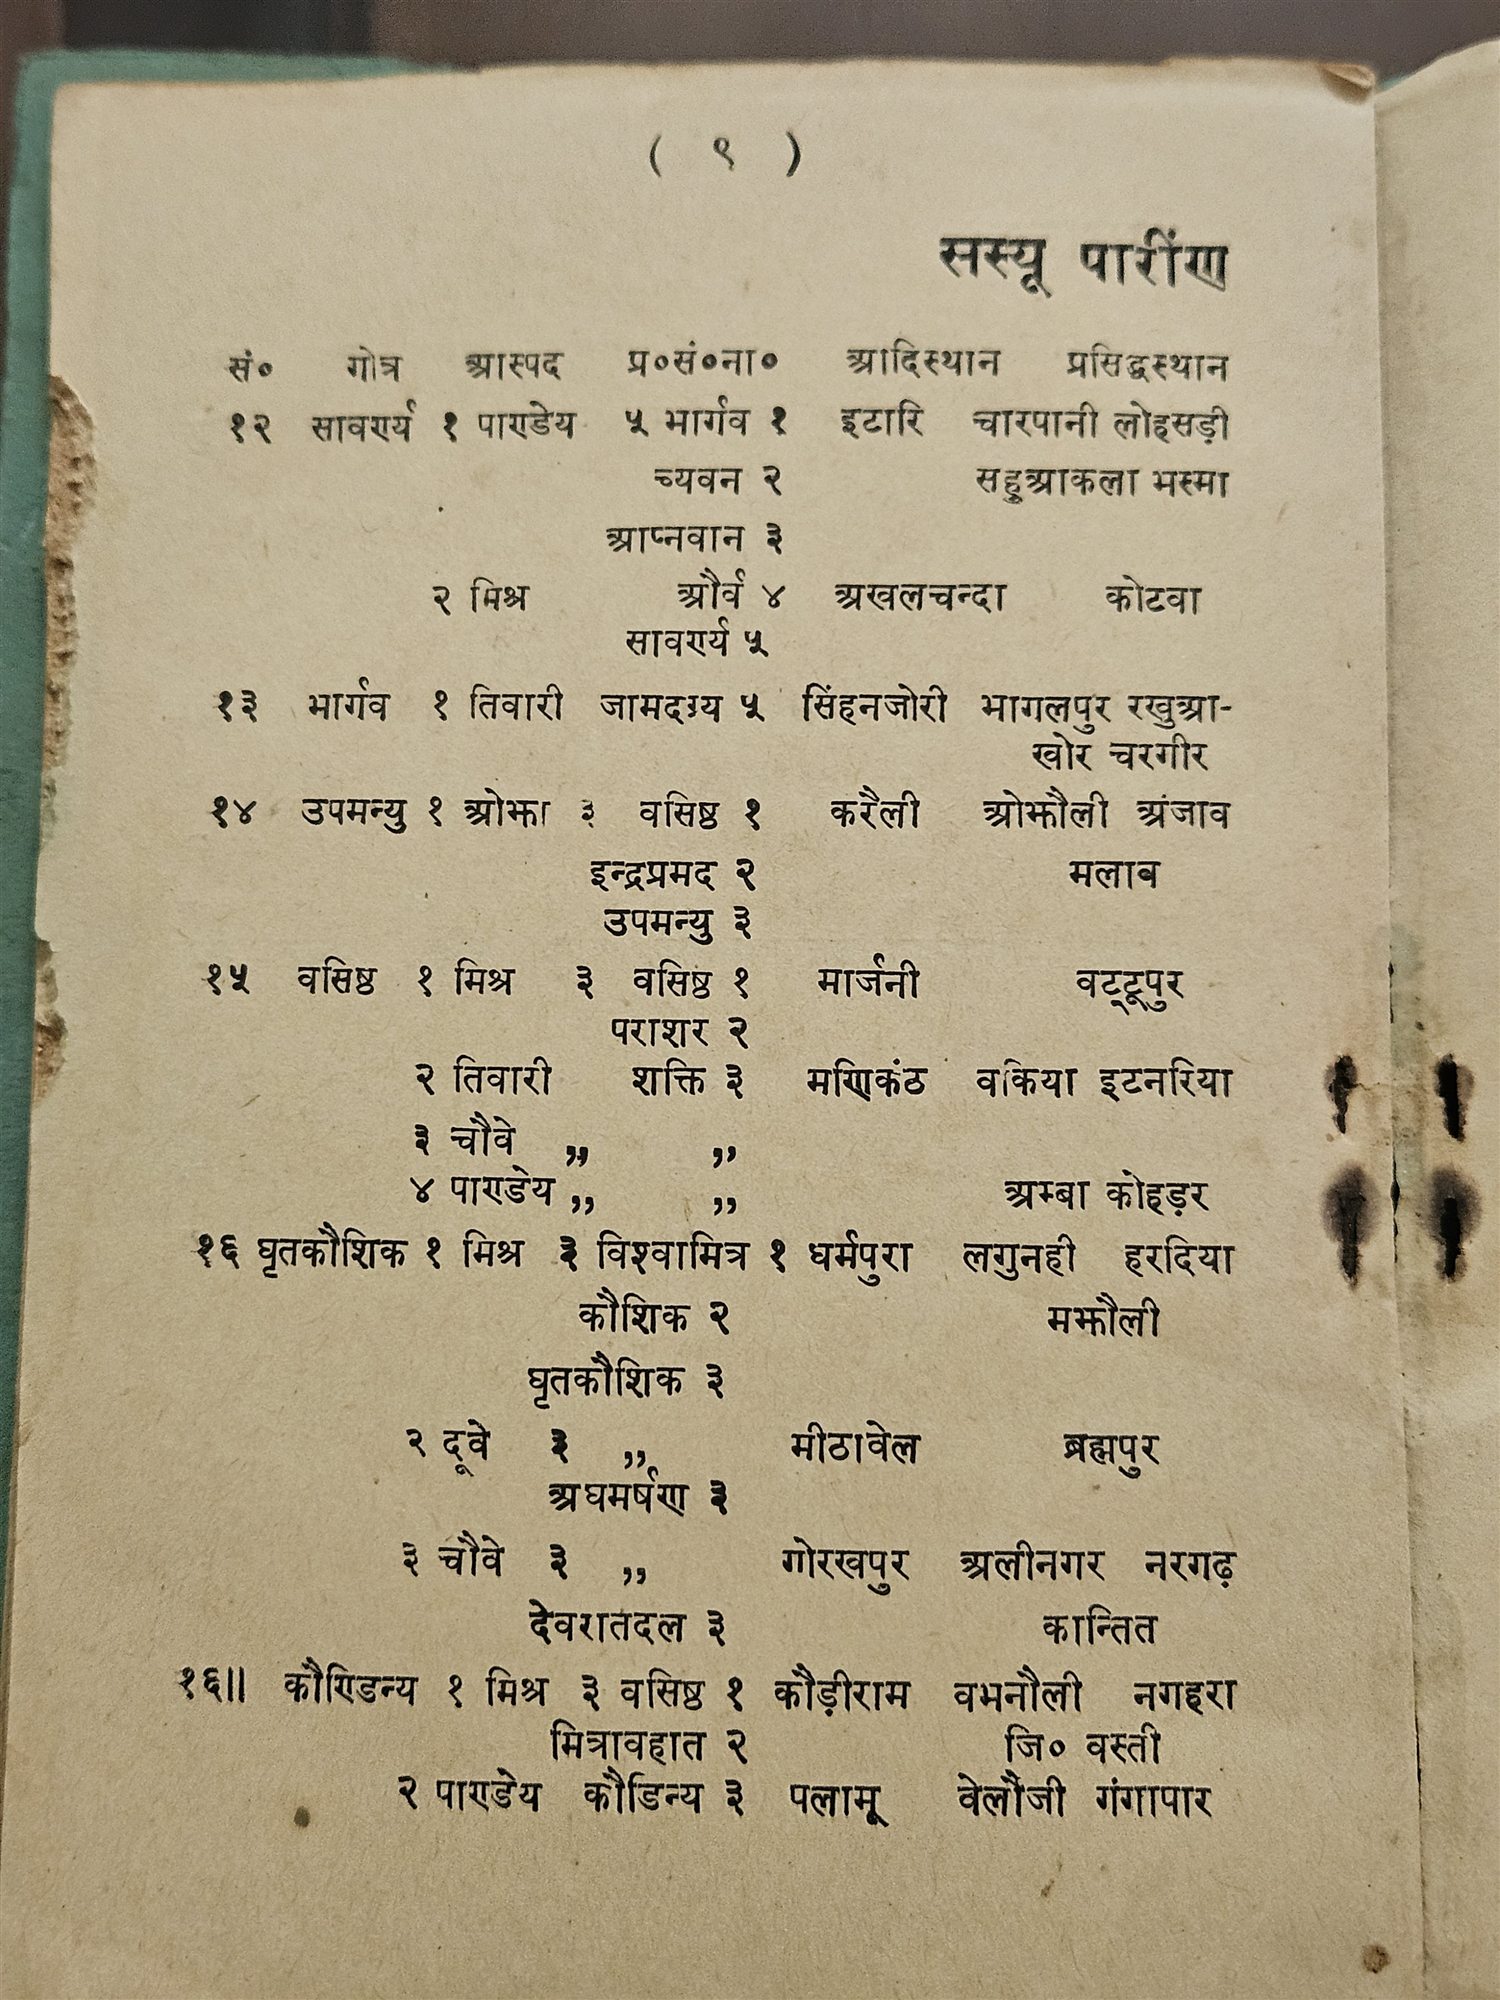 ( ९ )
सस्यू पारींण
सं० गोत्र आस्पद प्र०सं०ना० आदिस्थान प्रसिद्धस्थान
१२ सावर्ण्य १ पाण्डेय ५ भार्गव १ इटारि चारपानी लोहसड़ी
च्यवन २ सहुआकला भस्मा
आप्नवान ३
२ मिश्र और्व ४ अखलचन्दा कोटवा
सावर्ण्य ५
१३ भार्गव १ तिवारी जामदग्य ५ सिंहनजोरी भागलपुर रखुआ-
खोर चरगीर
१४ उपमन्यु १ ओझा ३ वसिष्ठ १ करैली ओझौली अंजाव
इन्द्रप्रमद २ मलाब
उपमन्यु ३
१५ वसिष्ठ १ मिश्र ३ वसिष्ठ १ मार्जनी वट्टूपुर
पराशर २
२ तिवारी शक्ति ३ मणिकंठ वकिया इटनरिया
३ चौवे ,, ,,
४ पाण्डेय ,, ,, अम्बा कोहड़र
१६ घृतकौशिक १ मिश्र ३ विश्वामित्र १ धर्मपुरा लगुनही हरदिया
कौशिक २ मझौली
घृतकौशिक ३
२ दूवे ३ ,, मीठावेल ब्रह्मपुर
अघमर्षण ३
३ चौवे ३ ,, गोरखपुर अलीनगर नरगढ़
देवरातदल ३ कान्तित
१६॥ कौण्डिन्य १ मिश्र ३ वसिष्ठ १ कौड़ीराम वभनौली नगहरा
मित्रावहात २ जि० वस्ती
२ पाण्डेय कौडिन्य ३ पलामू वेलौंजी गंगापार